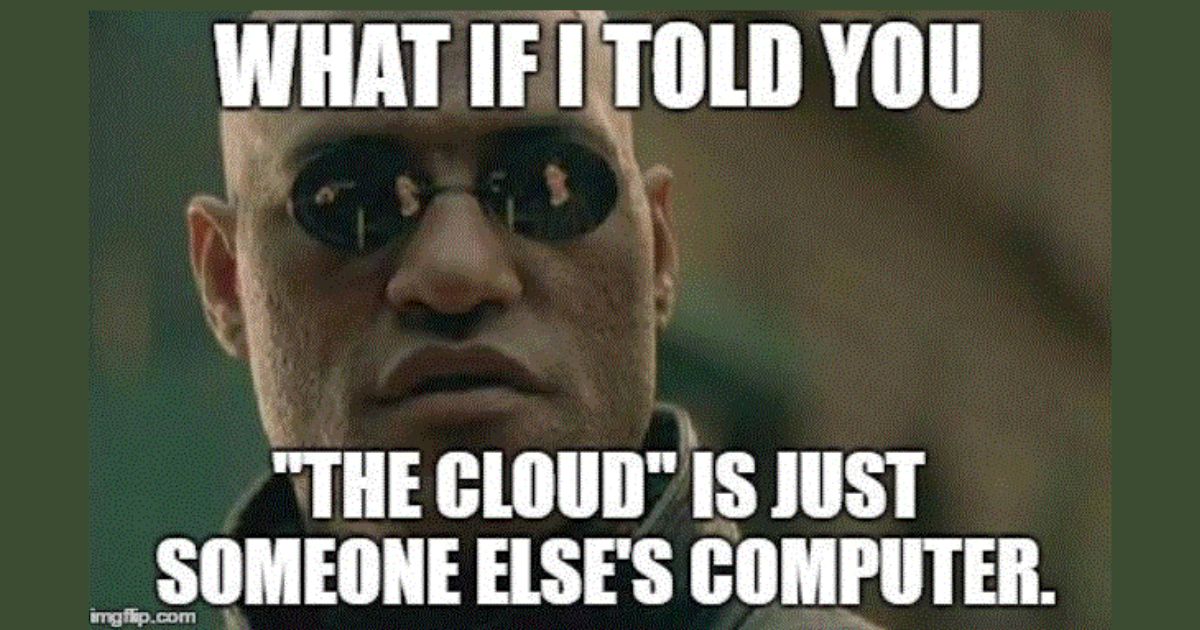 WHAT IF I TOLD YOU
"THE CLOUD" IS JUST
SOMEONE ELSE'S COMPUTER.
imgflip.com